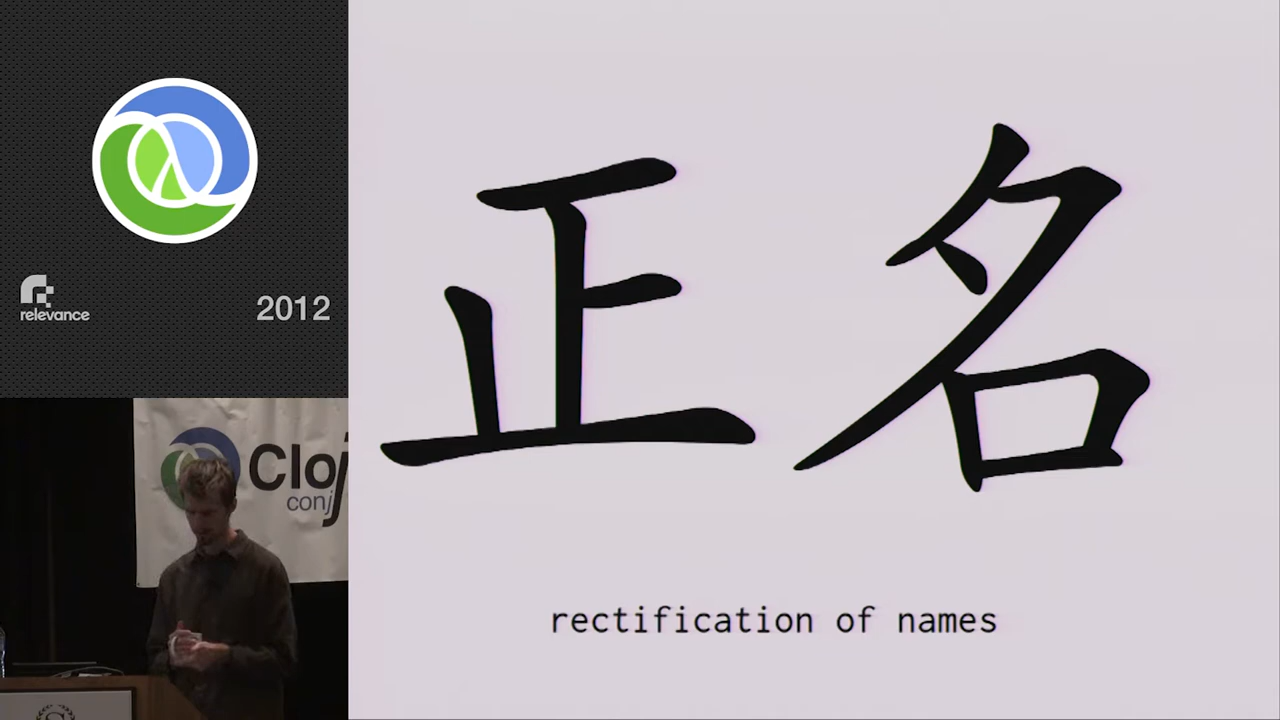 relevance
2012
Cloj
conj
正名
rectification of names